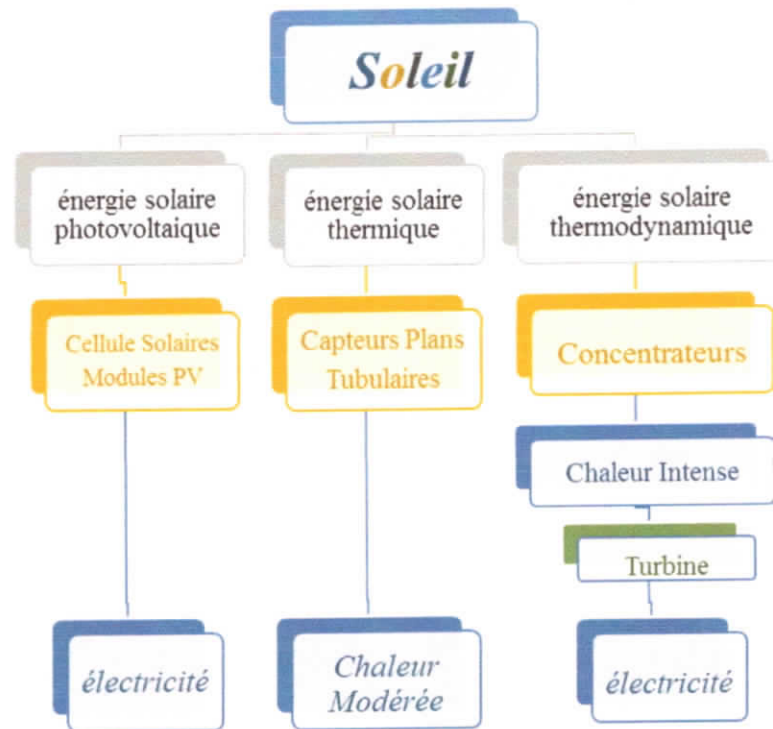 Soleil
énergie solaire
photovoltaique
énergie solaire
thermique
énergie solaire
thermodynamique
Cellule Solaires
Modules PV
Capteurs Plans
Tubulaires
Concentrateurs
Chaleur Intense
Turbine
électricité
Chaleur
Modérée
électricité